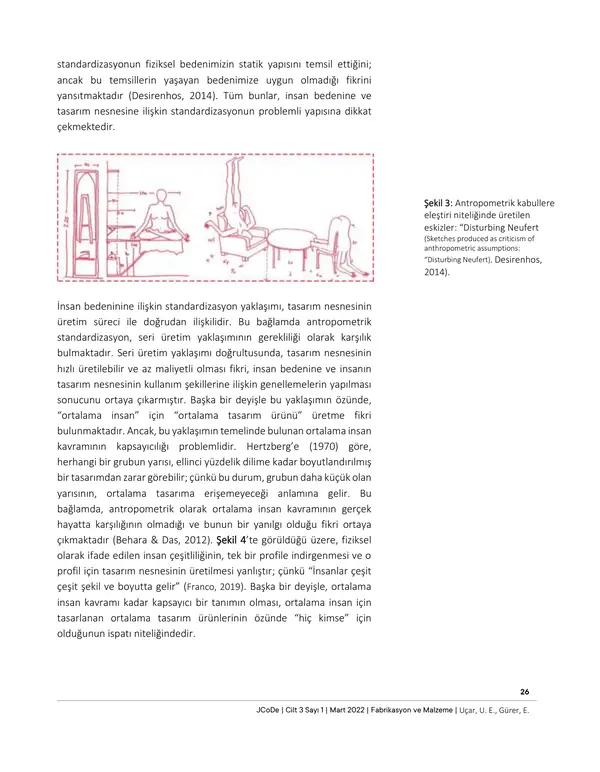 standardizasyonun fiziksel bedenimizin statik yapısını temsil ettiğini;
ancak bu temsillerin yaşayan bedenimize uygun olmadığı fikrini
yansıtmaktadır (Desirenhos, 2014). Tüm bunlar, insan bedenine ve
tasarım nesnesine ilişkin standardizasyonun problemli yapısına dikkat
çekmektedir.
Şekil 3: Antropometrik kabullere
eleştiri niteliğinde üretilen
eskizler: “Disturbing Neufert
(Sketches produced as criticism of
anthropometric assumptions:
“Disturbing Neufert), Desirenhos,
2014).
İnsan bedeninine ilişkin standardizasyon yaklaşımı, tasarım nesnesinin
üretim süreci ile doğrudan ilişkilidir. Bu bağlamda antropometrik
standardizasyon, seri üretim yaklaşımının gerekliliği olarak karşılık
bulmaktadır. Seri üretim yaklaşımı doğrultusunda, tasarım nesnesinin
hızlı üretilebilir ve az maliyetli olması fikri, insan bedenine ve insanın
tasarım nesnesinin kullanım şekillerine ilişkin genellemelerin yapılması
sonucunu ortaya çıkarmıştır. Başka bir deyişle bu yaklaşımın özünde,
“ortalama insan” için “ortalama tasarım ürünü” üretme fikri
bulunmaktadır. Ancak, bu yaklaşımın temelinde bulunan ortalama insan
kavramının kapsayıcılığı problemlidir. Hertzberg’e (1970) göre,
herhangi bir grubun yarısı, ellinci yüzdelik dilime kadar boyutlandırılmış
bir tasarımdan zarar görebilir; çünkü bu durum, grubun daha küçük olan
yarısının, ortalama tasarıma erişemeyeceği anlamına gelir. Bu
bağlamda, antropometrik olarak ortalama insan kavramının gerçek
hayatta karşılığının olmadığı ve bunun bir yanılgı olduğu fikri ortaya
çıkmaktadır (Behara & Das, 2012). Şekil 4’te görüldüğü üzere, fiziksel
olarak ifade edilen insan çeşitliliğinin, tek bir profile indirgenmesi ve o
profil için tasarım nesnesinin üretilmesi yanlıştır; çünkü “İnsanlar çeşit
çeşit şekil ve boyutta gelir” (Franco, 2019). Başka bir deyişle, ortalama
insan kavramı kadar kapsayıcı bir tanımın olması, ortalama insan için
tasarlanan ortalama tasarım ürünlerinin özünde “hiç kimse” için
olduğunun ispatı niteliğindedir.
26
JCoDe | Cilt 3 Sayı 1 | Mart 2022 | Fabrikasyon ve Malzeme | Uçar, U. E., Gürer, E.